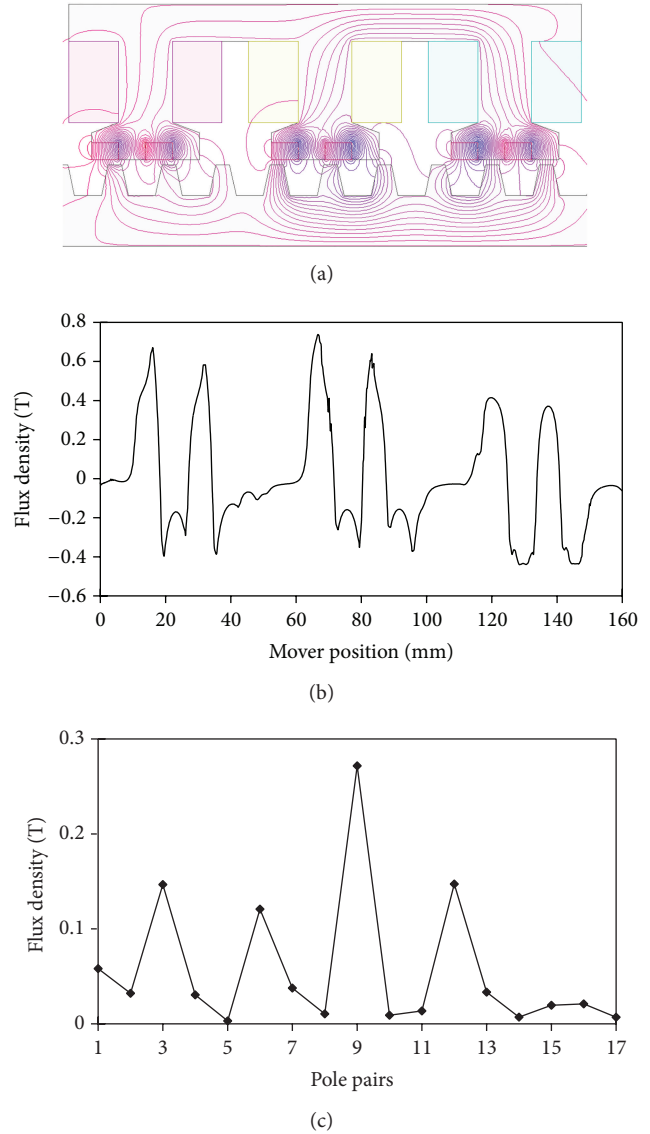 (a)
0.8
0.6
0.4
0.2
0
−0.2
−0.4
−0.6
Flux density (T)
0 20 40 60 80 100 120 140 160
Mover position (mm)
(b)
0.3
0.2
0.1
0
Flux density (T)
1 3 5 7 9 11 13 15 17
Pole pairs
(c)